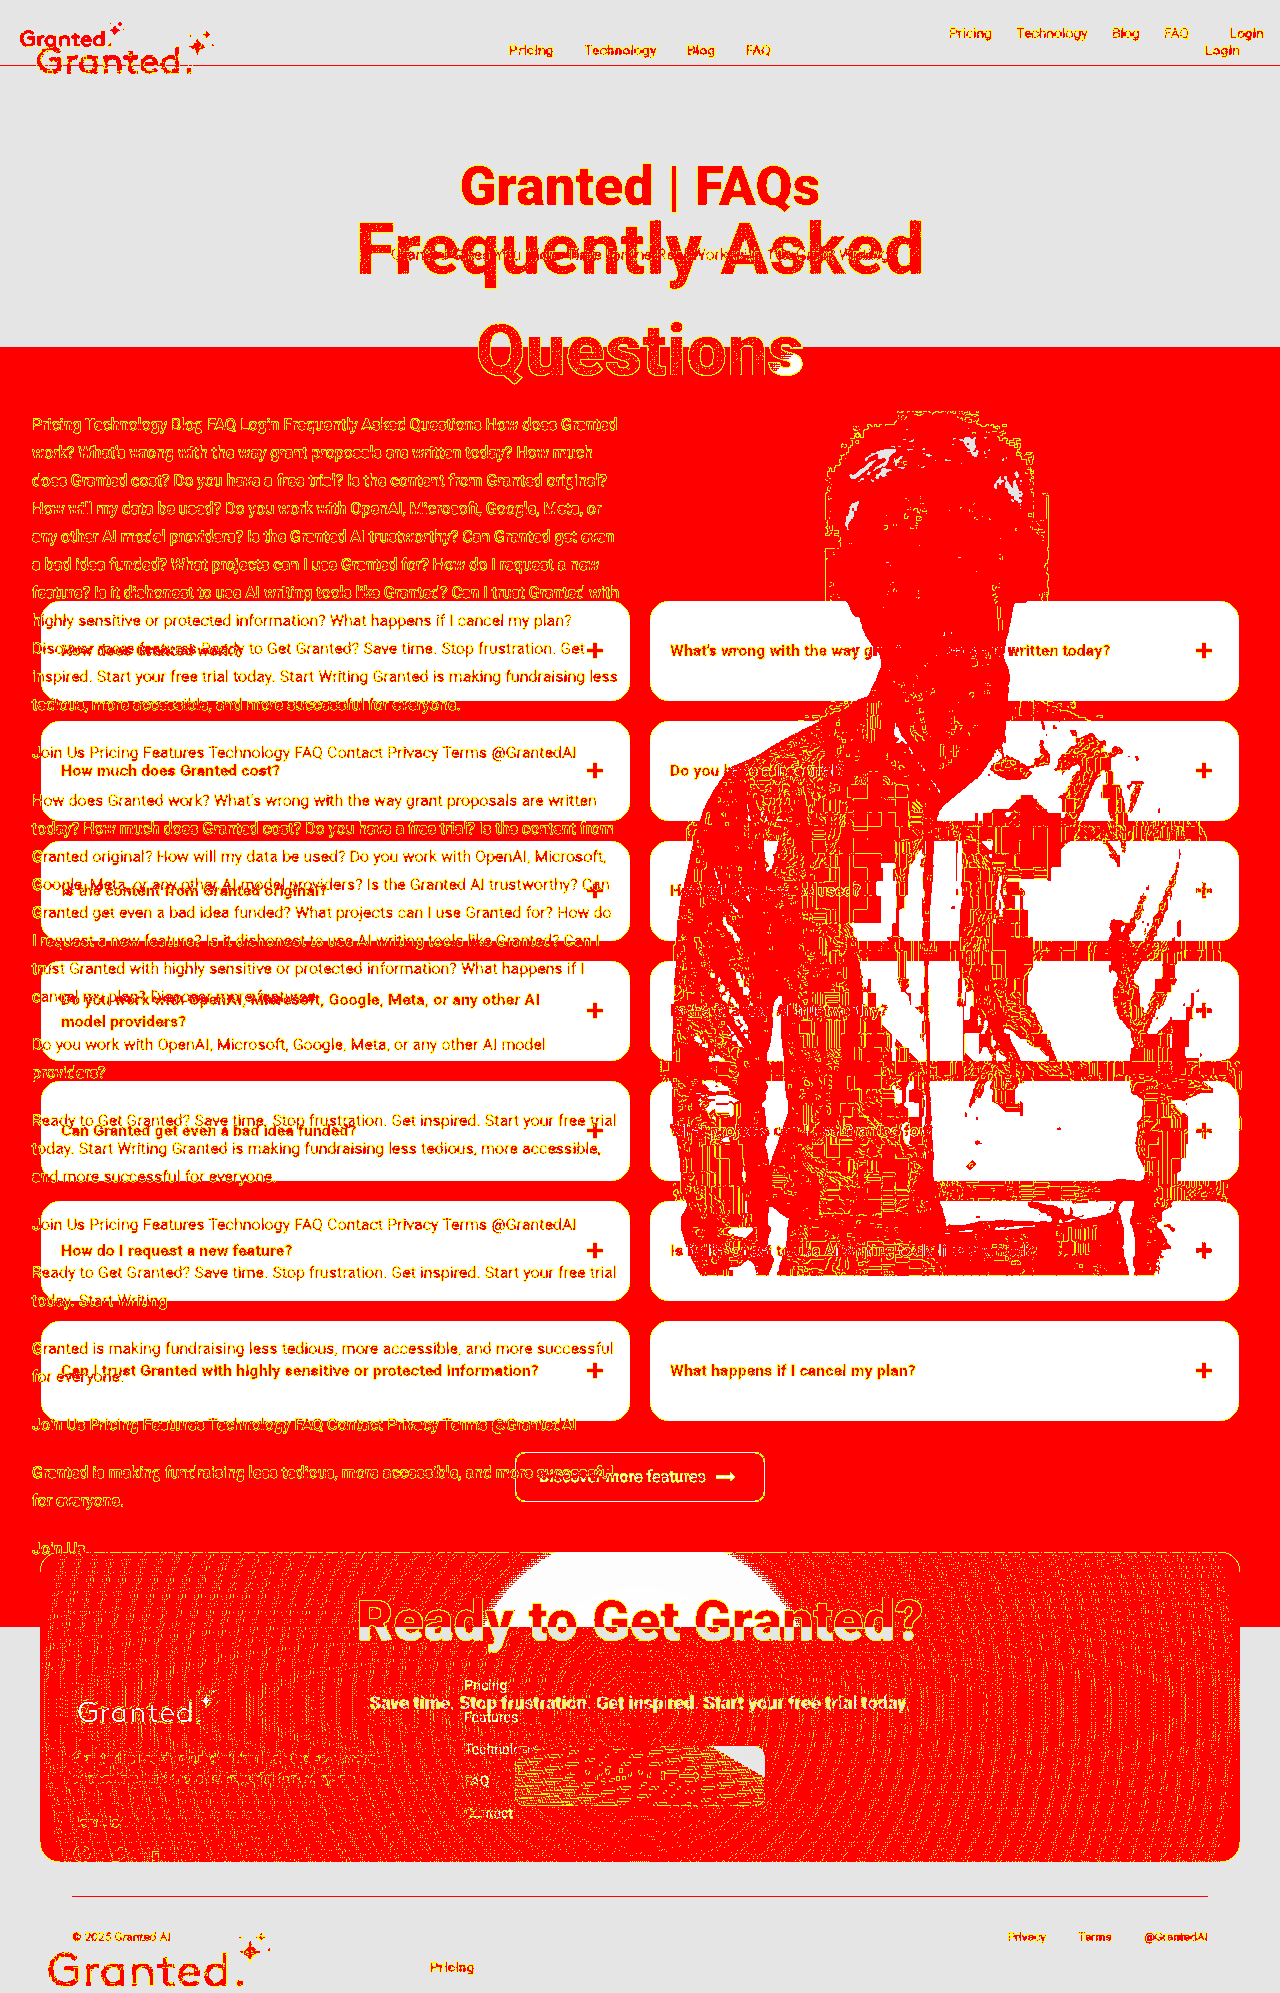 Granted.
Granted.
Pricing Technology Blog FAQ Login
Pricing Technology Blog FAQ Login
Granted | FAQs
Frequently Asked
Questions
Pricing Technology Blog FAQ Login Frequently Asked Questions How does Granted
work? What's wrong with the way grant proposals are written today? How much
does Granted cost? Do you have a free trial? Is the content from Granted original?
How will my data be used? Do you work with OpenAI, Microsoft, Google, Meta, or
any other AI model providers? Is the Granted AI trustworthy? Can Granted get even
a bad idea funded? What projects can I use Granted for? How do I request a new
feature? Is it dishonest to use AI writing tools like Granted? Can I trust Granted with
highly sensitive or protected information? What happens if I cancel my plan?
Discover more features Ready to Get Granted? Save time. Stop frustration. Get
inspired. Start your free trial today. Start Writing Granted is making fundraising less
tedious, more accessible, and more successful for everyone.
How does Granted work?
What's wrong with the way written today?
Join Us Pricing Features Technology FAQ Contact Privacy Terms @GrantedAI
How much does Granted cost?
Do you
How does Granted work? What's wrong with the way grant proposals are written
today? How much does Granted cost? Do you have a free trial? Is the content from
Granted original? How will my data be used? Do you work with OpenAI, Microsoft,
Google, Meta, or any other AI model providers? Is the Granted AI trustworthy? Can
Granted get even a bad idea funded? What projects can I use Granted for? How do
I request a new feature? Is it dishonest to use AI writing tools like Granted? Can I
trust Granted with highly sensitive or protected information? What happens if I
cancel my plan? Discover more features
Is the content from Granted original?
used?
Do you work with OpenAI, Microsoft, Google, Meta, or any other AI
model providers?
Do you work with OpenAI, Microsoft, Google, Meta, or any other AI model
providers?
Ready to Get Granted? Save time. Stop frustration. Get inspired. Start your free trial
today. Start Writing Granted is making fundraising less tedious, more accessible,
and more successful for everyone.
Can Granted get even a bad idea funded?
Join Us Pricing Features Technology FAQ Contact Privacy Terms @GrantedAI
How do I request a new feature?
Is
Ready to Get Granted? Save time. Stop frustration. Get inspired. Start your free trial
today. Start Writing
Granted is making fundraising less tedious, more accessible, and more successful
for everyone.
Can I trust Granted with highly sensitive or protected information?
What happens if I cancel my plan?
Join Us Pricing Features Technology FAQ Contact Privacy Terms @GrantedAI
Granted is making fundraising less tedious, more accessible, and more successful
for everyone.
Discover more features
Join Us
Ready to Get Granted?
Save time. Stop frustration. Get inspired. Start your free trial today.
Granted.
Pricing
Features
Technology
FAQ
Contact
© 2025 Granted AI
Privacy Terms @GrantedAI
Granted.
Pricing